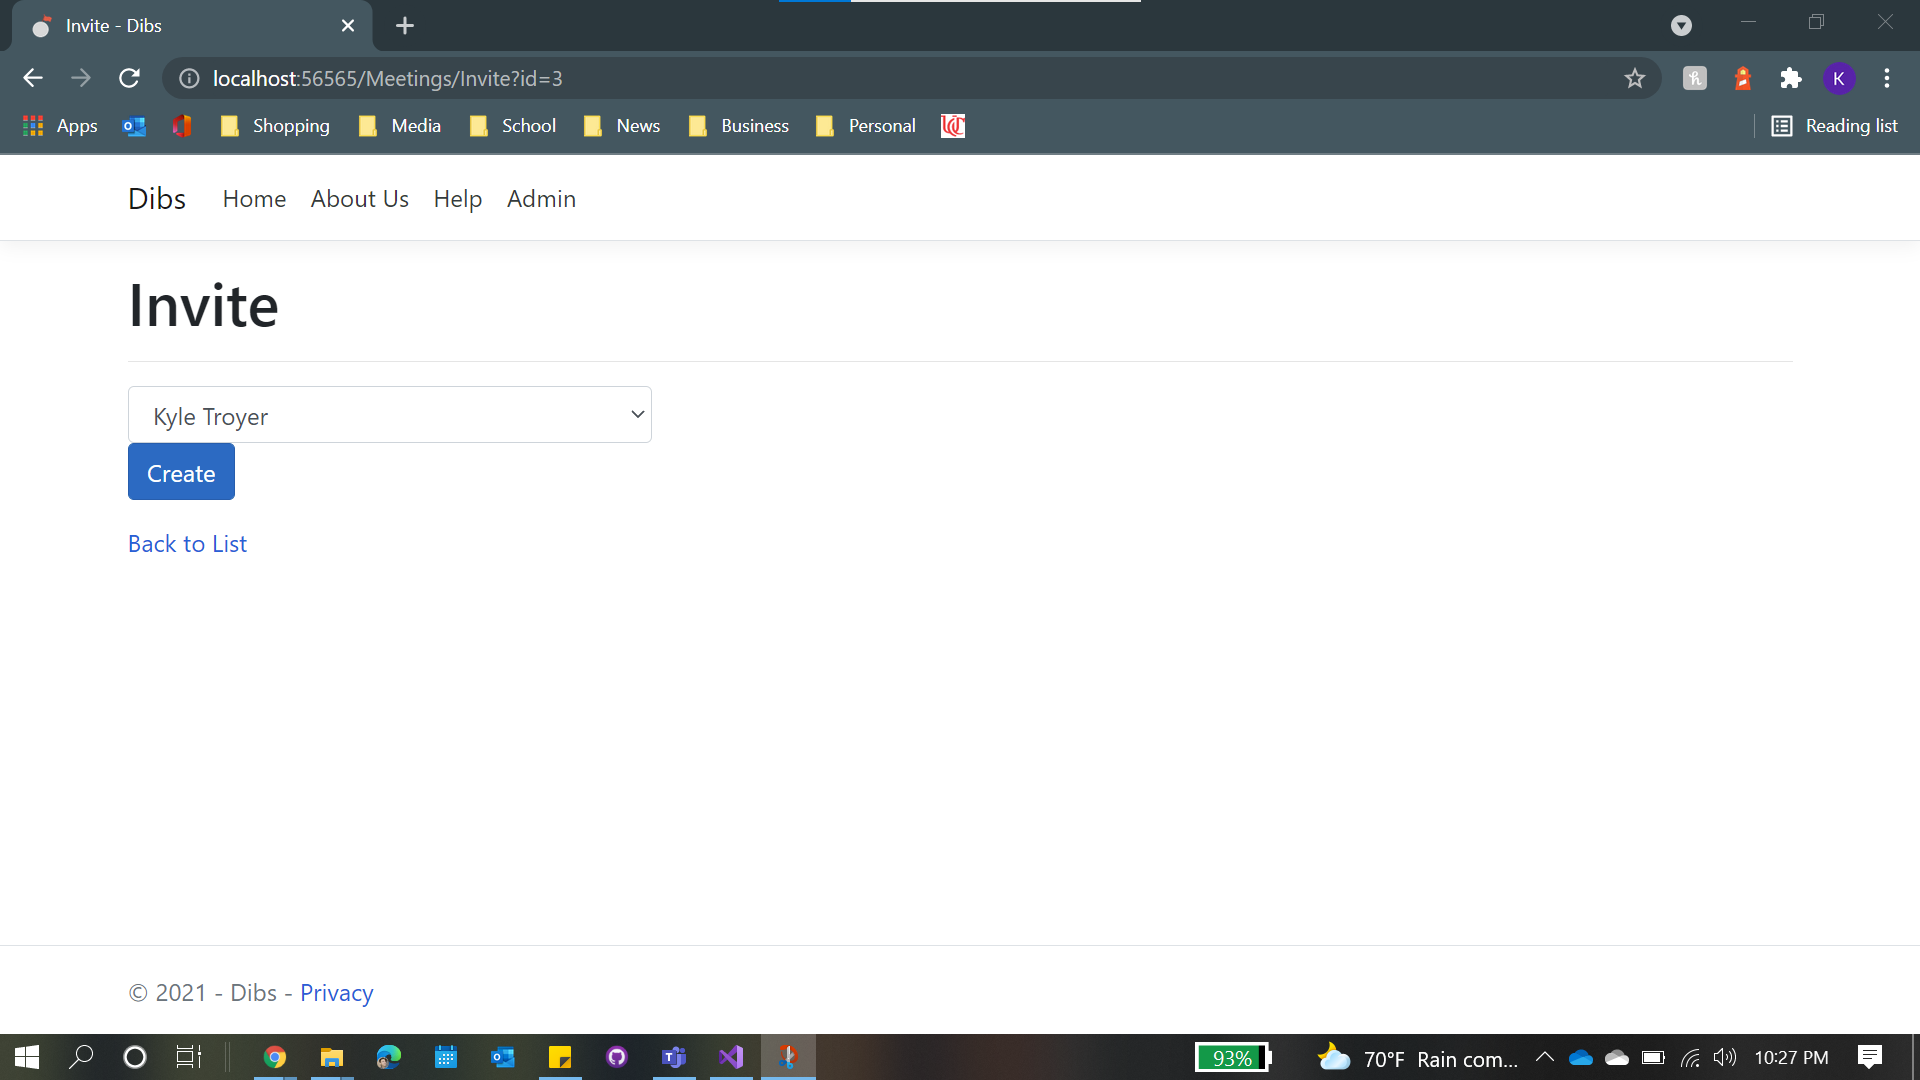 Invite - Dibs
localhost:56565/Meetings/Invite?id=3
K
Apps Shopping Media School News Business Personal Reading list
Dibs Home About Us Help Admin
Invite
Kyle Troyer
Create
Back to List
© 2021 - Dibs - Privacy
93% 70°F Rain com... 10:27 PM